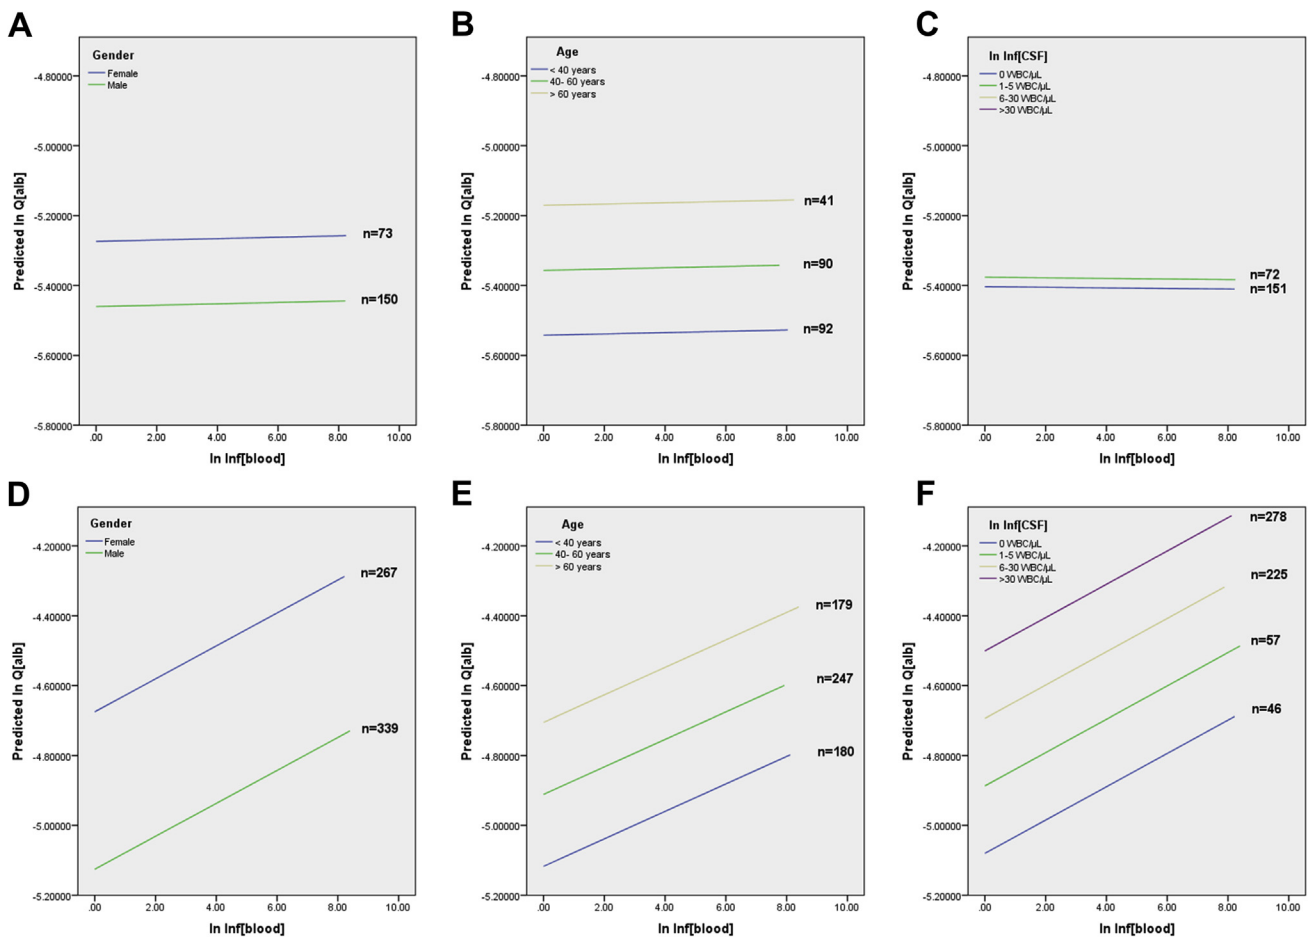 A
Gender
Female
Male
-4.80000
-5.00000
-5.20000
-5.40000
-5.60000
-5.80000
Predicted ln Q[alb]
n=73
n=150
.00 2.00 4.00 6.00 8.00 10.00
ln Inf[blood]
B
Age
< 40 years
40- 60 years
> 60 years
-4.80000
-5.00000
-5.20000
-5.40000
-5.60000
-5.80000
Predicted ln Q[alb]
n=41
n=90
n=92
.00 2.00 4.00 6.00 8.00 10.00
ln Inf[blood]
C
ln Inf[CSF]
0 WBC/µL
1-5 WBC/µL
6-30 WBC/µL
>30 WBC/µL
-4.80000
-5.00000
-5.20000
-5.40000
-5.60000
-5.80000
Predicted ln Q[alb]
n=72
n=151
.00 2.00 4.00 6.00 8.00 10.00
ln Inf[blood]
D
Gender
Female
Male
-4.20000
-4.40000
-4.60000
-4.80000
-5.00000
-5.20000
Predicted ln Q[alb]
n=267
n=339
.00 2.00 4.00 6.00 8.00 10.00
ln Inf[blood]
E
Age
< 40 years
40- 60 years
> 60 years
-4.20000
-4.40000
-4.60000
-4.80000
-5.00000
-5.20000
Predicted ln Q[alb]
n=179
n=247
n=180
.00 2.00 4.00 6.00 8.00 10.00
ln Inf[blood]
F
ln Inf[CSF]
0 WBC/µL
1-5 WBC/µL
6-30 WBC/µL
>30 WBC/µL
-4.20000
-4.40000
-4.60000
-4.80000
-5.00000
-5.20000
Predicted ln Q[alb]
n=278
n=225
n=57
n=46
.00 2.00 4.00 6.00 8.00 10.00
ln Inf[blood]